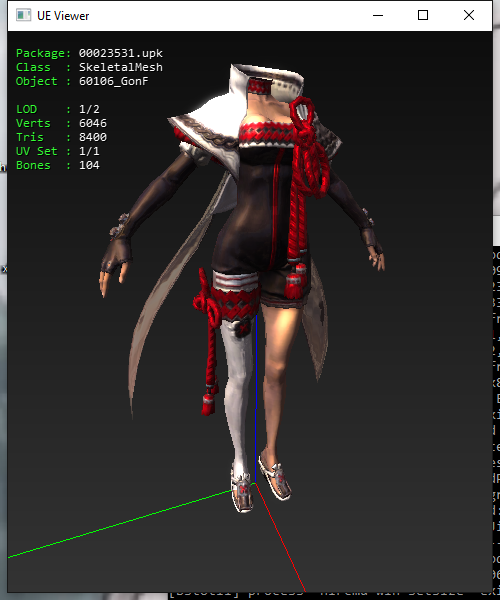 UE Viewer
Package: 00023531.upk
Class : SkeletalMesh
Object : 60106_GonF
LOD : 1/2
Verts : 6046
Tris : 8400
UV Set : 1/1
Bones : 104